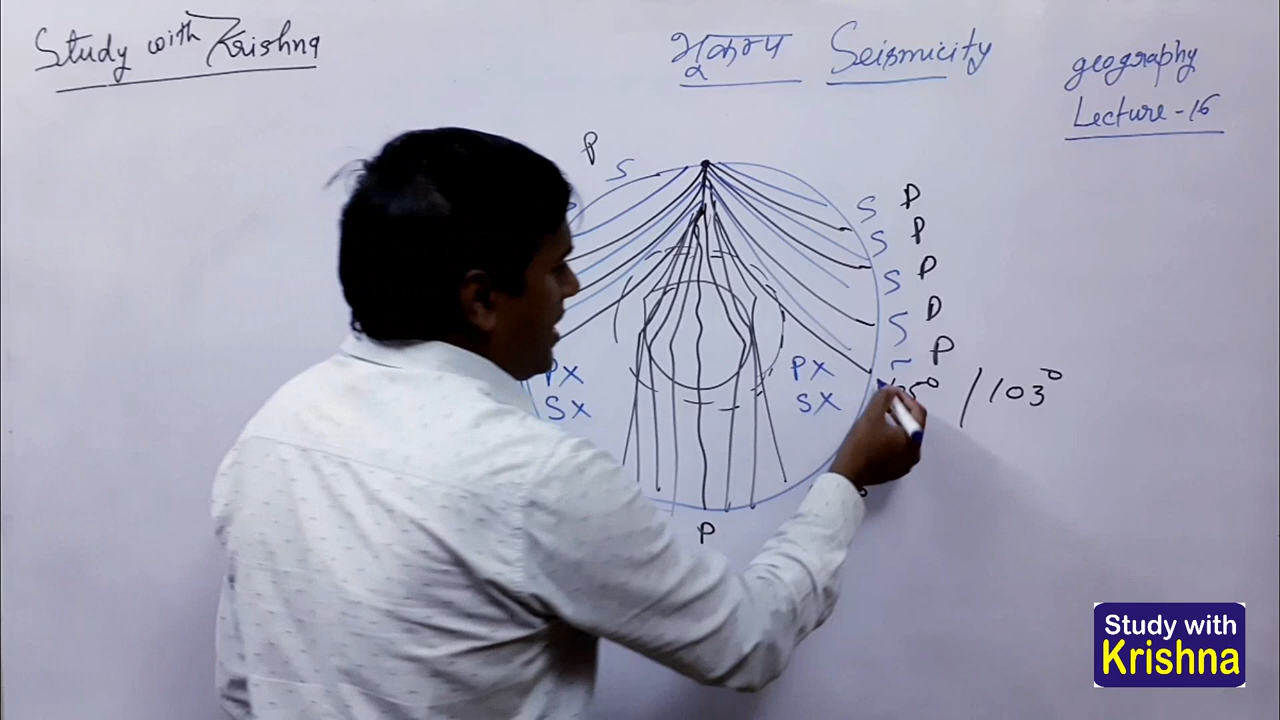 Study with Krishna
भूकम्प Seismicity
geography
Lecture - 16
P
S
S P
S P
S P
S P
P
/ 103°
PX
SX
PX
SX
P
Study with
Krishna